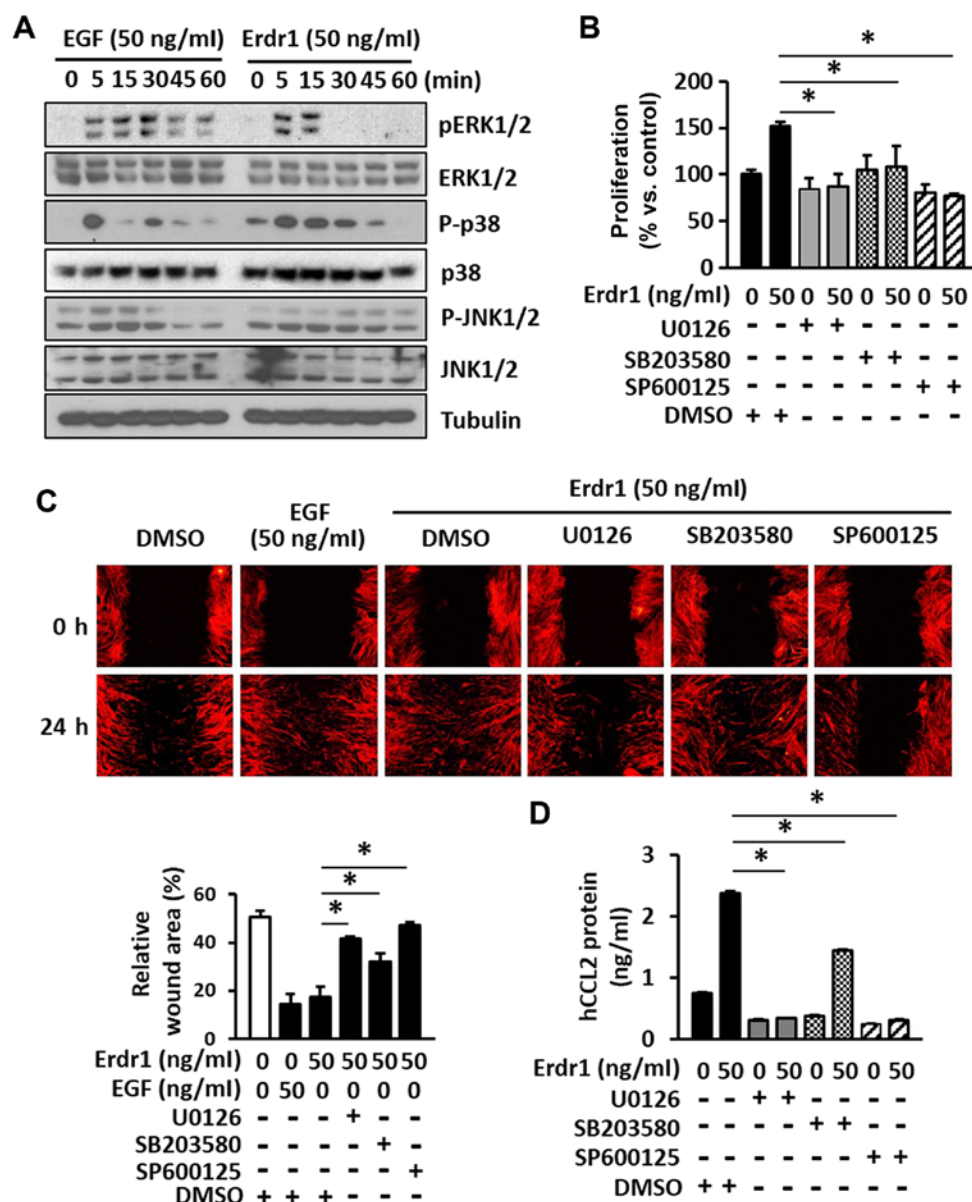 A
EGF (50 ng/ml) Erdr1 (50 ng/ml)
0 5 15 30 45 60 0 5 15 30 45 60 (min)
pERK1/2
ERK1/2
P-p38
p38
P-JNK1/2
JNK1/2
Tubulin
B
* * *
Proliferation
(% vs. control)
200
150
100
50
0
Erdr1 (ng/ml) 0 50 0 50 0 50 0 50
U0126 - - + + - - - -
SB203580 - - - - + + - -
SP600125 - - - - - - + +
DMSO + + - - - - - -
C
Erdr1 (50 ng/ml)
DMSO EGF (50 ng/ml) DMSO U0126 SB203580 SP600125
0 h
24 h
* * *
Relative
wound area (%)
60
40
20
0
Erdr1 (ng/ml) 0 0 50 50 50 50
EGF (ng/ml) 0 50 0 0 0 0
U0126 - - - + - -
SB203580 - - - - + -
SP600125 - - - - - +
DMSO + + + - - -
D
* * *
hCCL2 protein
(ng/ml)
3
2
1
0
Erdr1 (ng/ml) 0 50 0 50 0 50 0 50
U0126 - - + + - - - -
SB203580 - - - - + + - -
SP600125 - - - - - - + +
DMSO + + - - - - - -